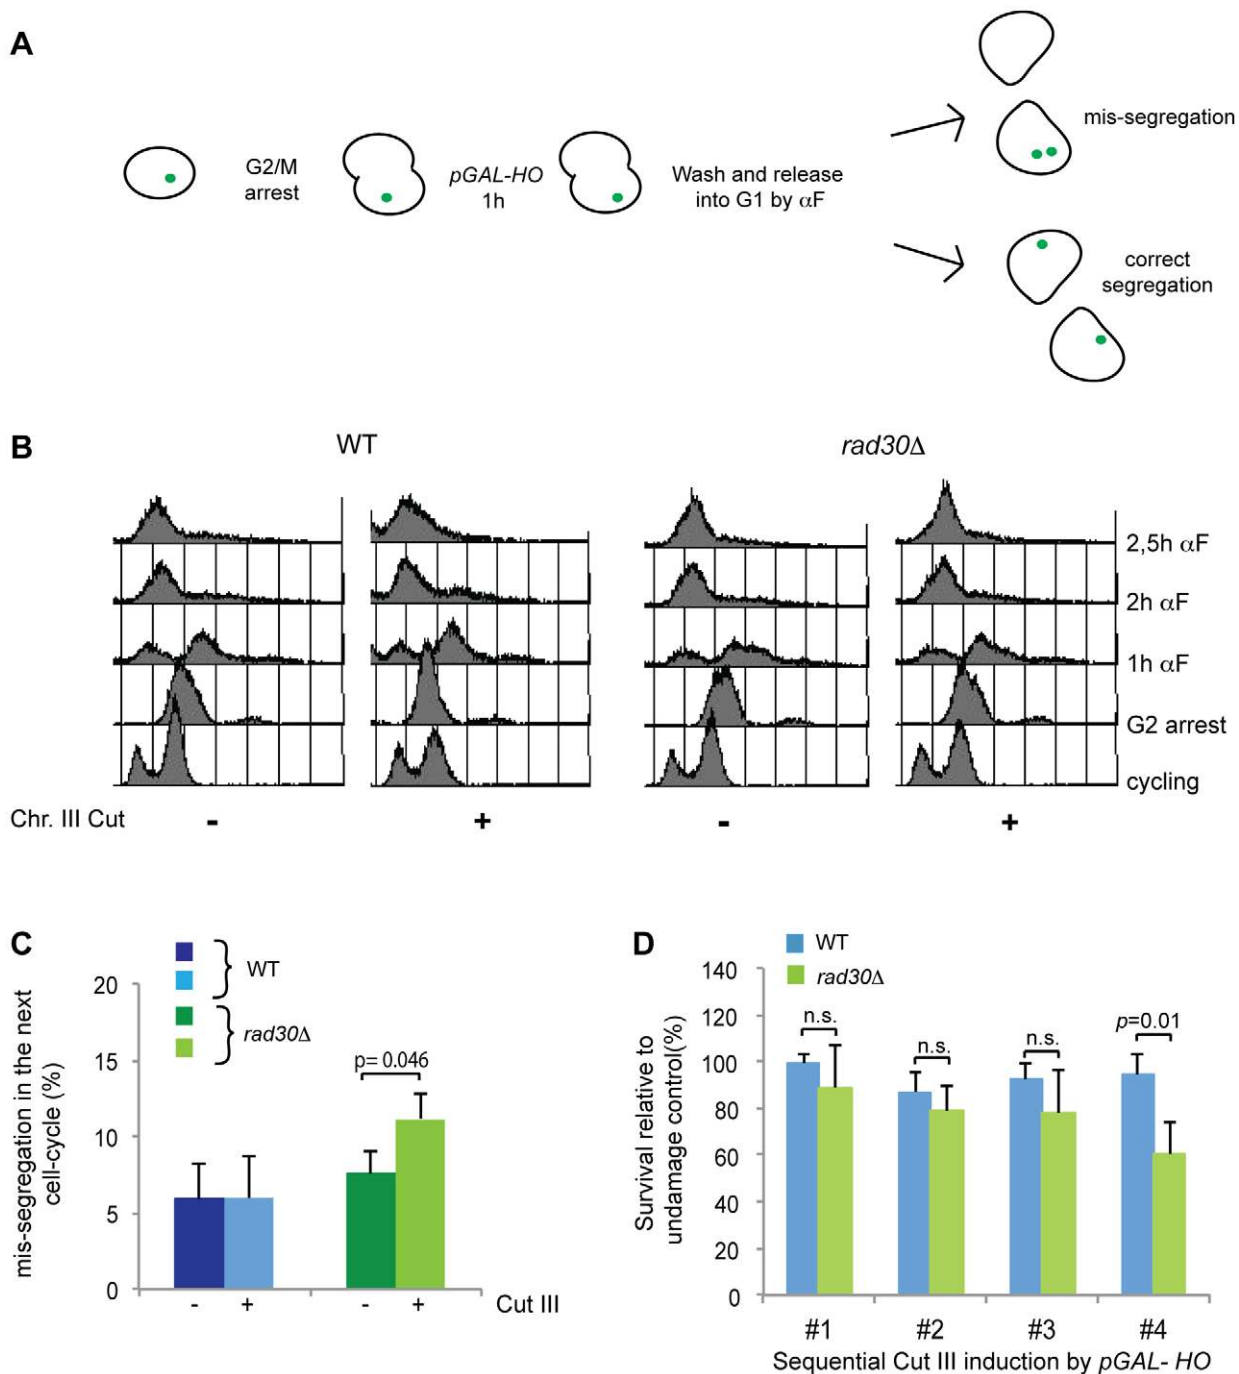 A
G2/M
arrest
pGAL-HO
1h
Wash and release
into G1 by αF
mis-segregation
correct
segregation
B
WT
rad30Δ
2,5h αF
2h αF
1h αF
G2 arrest
cycling
Chr. III Cut
- + - +
C
WT
rad30Δ
mis-segregation in the next
cell-cycle (%)
20
15
10
5
0
p= 0.046
- + - + Cut III
D
WT
rad30Δ
Survival relative to
undamage control(%)
140
120
100
80
60
40
20
0
n.s.
n.s.
n.s.
p=0.01
#1 #2 #3 #4
Sequential Cut III induction by pGAL- HO